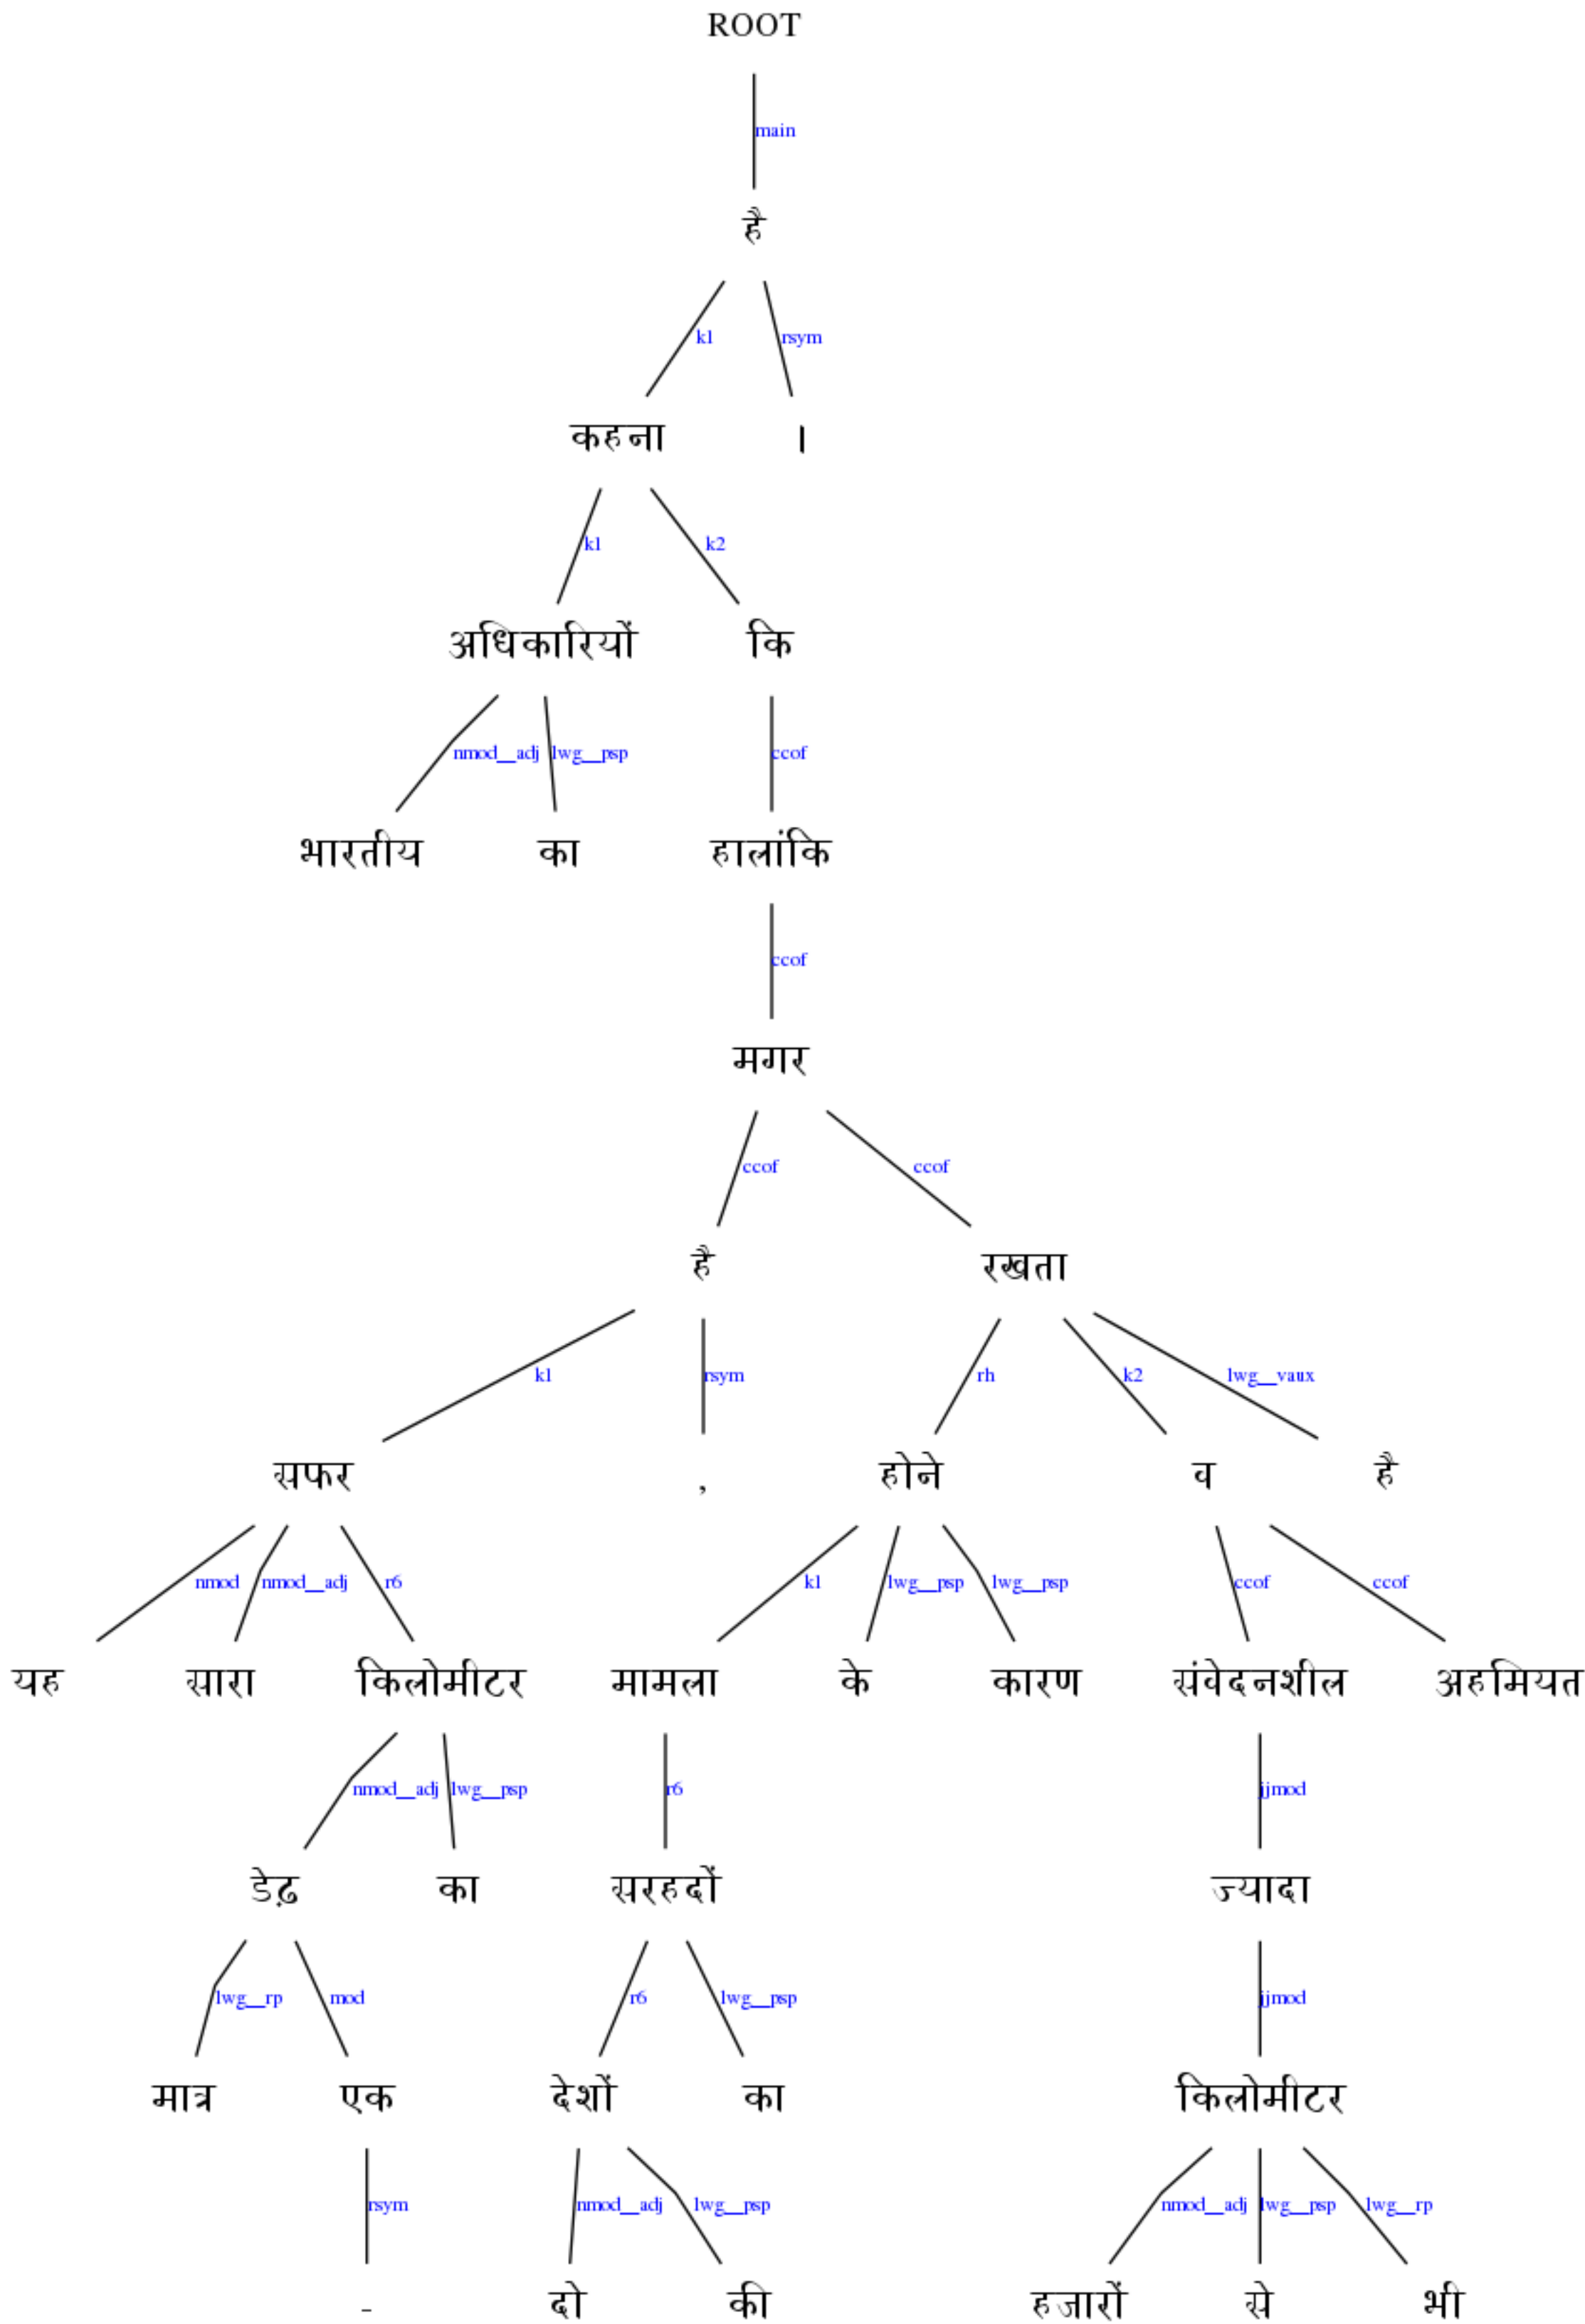 ROOT
main
है
k1 rsym
कहना ।
k1 k2
अधिकारियों कि
nmod__adj lwg__psp ccof
भारतीय का हालांकि
ccof
मगर
ccof ccof
है रखता
k1 rsym rh k2 lwg__vaux
सफर , होने व है
nmod nmod__adj r6 k1 lwg__psp lwg__psp ccof ccof
यह सारा किलोमीटर मामला के कारण संवेदनशील अहमियत
nmod__adj lwg__psp r6 jjmod
डेढ़ का सरहदों ज्यादा
lwg__rp mod r6 lwg__psp jjmod
मात्र एक देशों का किलोमीटर
rsym nmod__adj lwg__psp nmod__adj lwg__psp lwg__rp
- दो की हजारों से भी